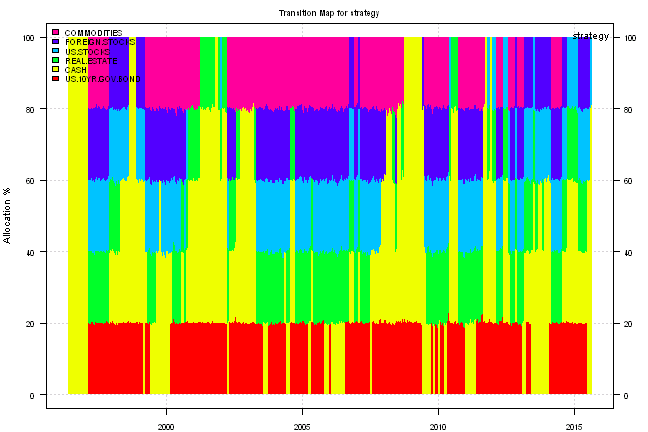 Transition Map for strategy
COMMODITIES
strategy
FOREIGN.STOCKS
US.STOCKS
REAL.ESTATE
CASH
US.10YR.GOV.BOND
Allocation %
100
80
60
40
20
0
100
80
60
40
20
0
2000
2005
2010
2015